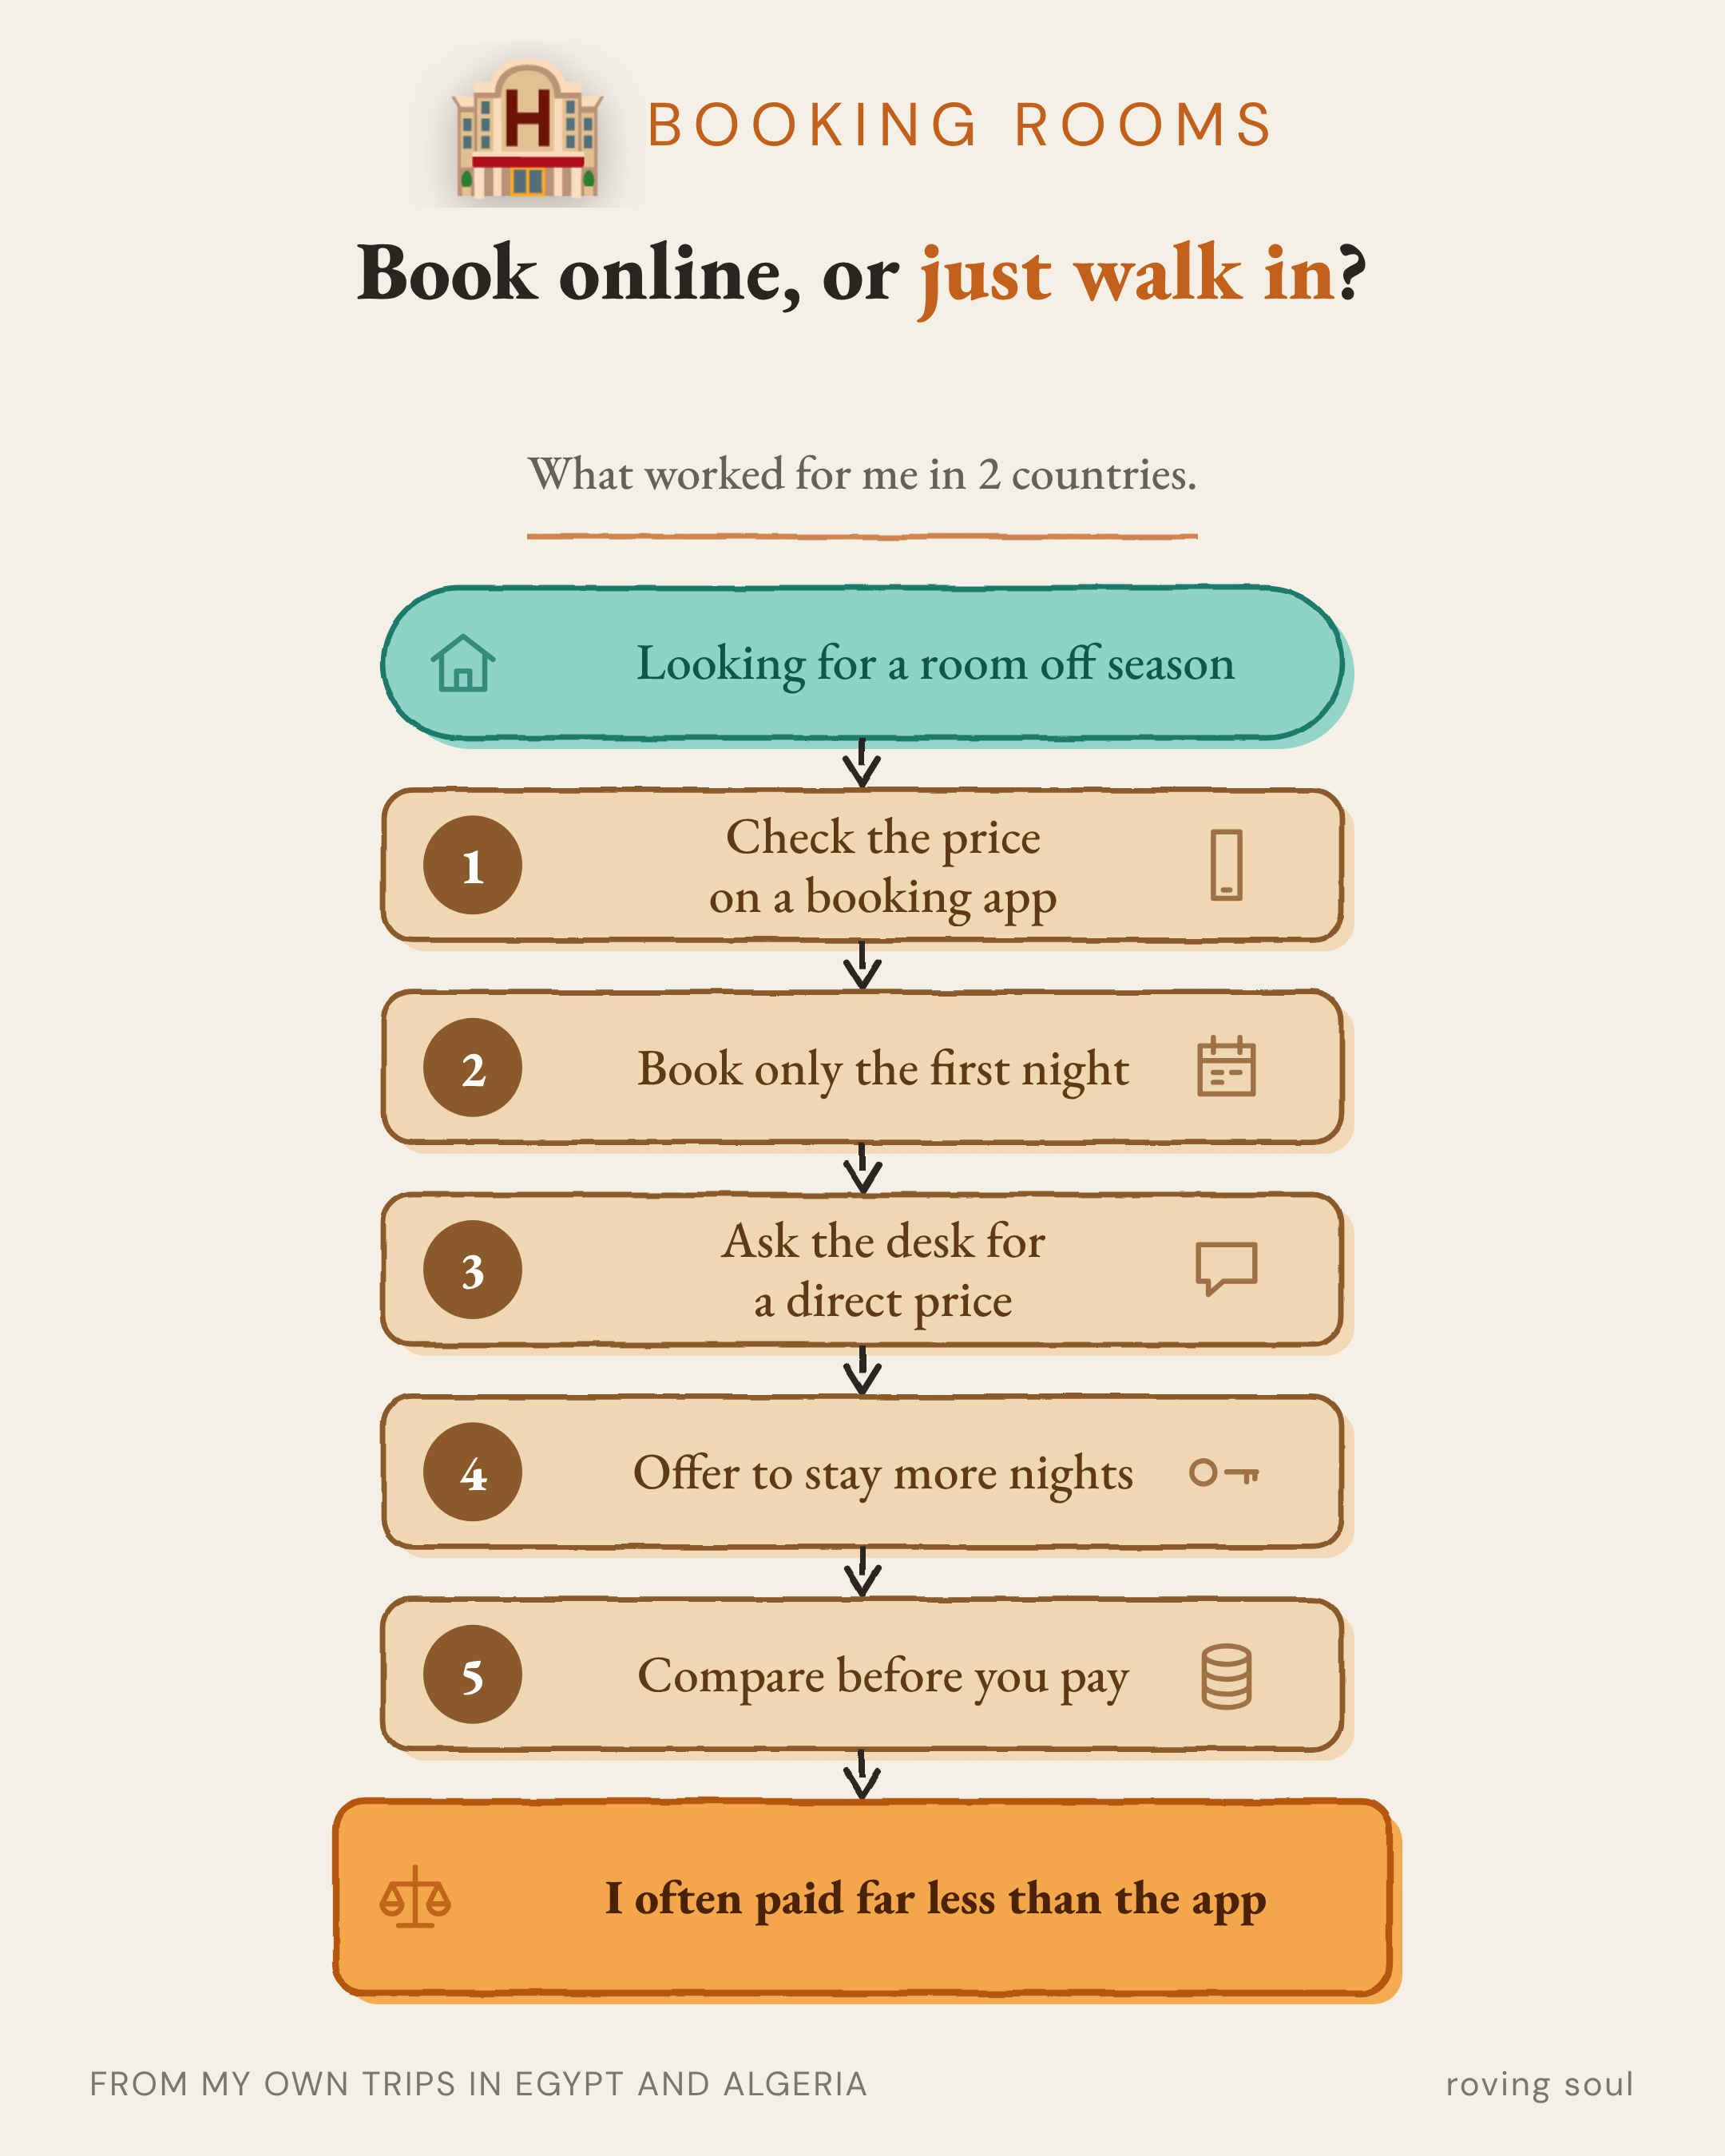 H
BOOKING ROOMS
Book online, or just walk in?
What worked for me in 2 countries.
Looking for a room off season
1
Check the price
on a booking app
2
Book only the first night
3
Ask the desk for
a direct price
4
Offer to stay more nights
5
Compare before you pay
I often paid far less than the app
FROM MY OWN TRIPS IN EGYPT AND ALGERIA
roving soul